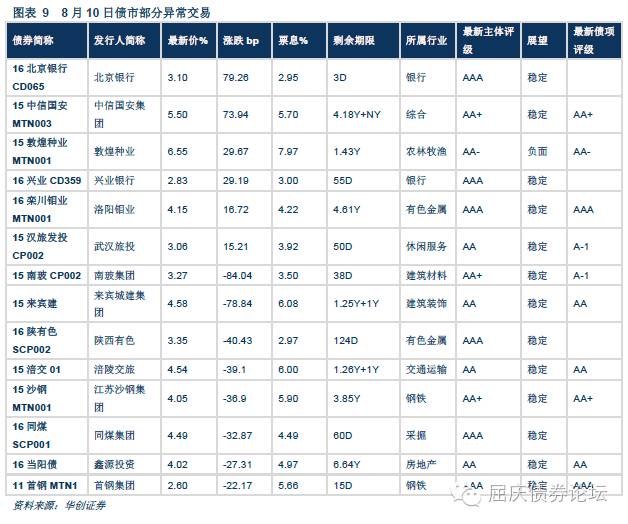 图表 9 8 月 10 日债市部分异常交易
债券简称 发行人简称 最新价% 涨跌 bp 票息% 剩余期限 所属行业 最新主体评级 展望 最新债项评级
16 北京银行 CD065 北京银行 3.10 79.26 2.95 3D 银行 AAA 稳定
15 中信国安 MTN003 中信国安集团 5.50 73.94 5.70 4.18Y+NY 综合 AA+ 稳定 AA+
15 敦煌种业 MTN001 敦煌种业 6.55 29.67 7.97 1.43Y 农林牧渔 AA- 负面 AA-
16 兴业 CD359 兴业银行 2.83 29.19 3.00 55D 银行 AAA 稳定
16 栾川钼业 MTN001 洛阳钼业 4.15 16.72 4.22 4.61Y 有色金属 AAA 稳定 AAA
15 汉旅发投 CP002 武汉旅投 3.06 15.21 3.92 50D 休闲服务 AA 稳定 A-1
15 南玻 CP002 南玻集团 3.27 -84.04 3.50 38D 建筑材料 AA+ 稳定 A-1
15 来宾建 来宾城建集团 4.58 -78.84 6.08 1.25Y+1Y 建筑装饰 AA 稳定 AA
16 陕有色 SCP002 陕西有色 3.35 -40.43 2.97 124D 有色金属 AAA 稳定
15 涪交 01 涪陵交旅 4.54 -39.1 6.00 1.26Y+1Y 交通运输 AA 稳定 AA
15 沙钢 MTN001 江苏沙钢集团 4.05 -36.9 5.90 3.85Y 钢铁 AA+ 稳定 AA+
16 同煤 SCP001 同煤集团 4.49 -32.87 4.49 60D 采掘 AAA 稳定
16 当阳债 鑫源投资 4.02 -27.31 4.97 6.64Y 房地产 AA 稳定 AA
11 首钢 MTN1 首钢集团 2.60 -22.17 5.66 15D 钢铁 AAA 稳定 AAA
资料来源：华创证券
屈庆债券论坛